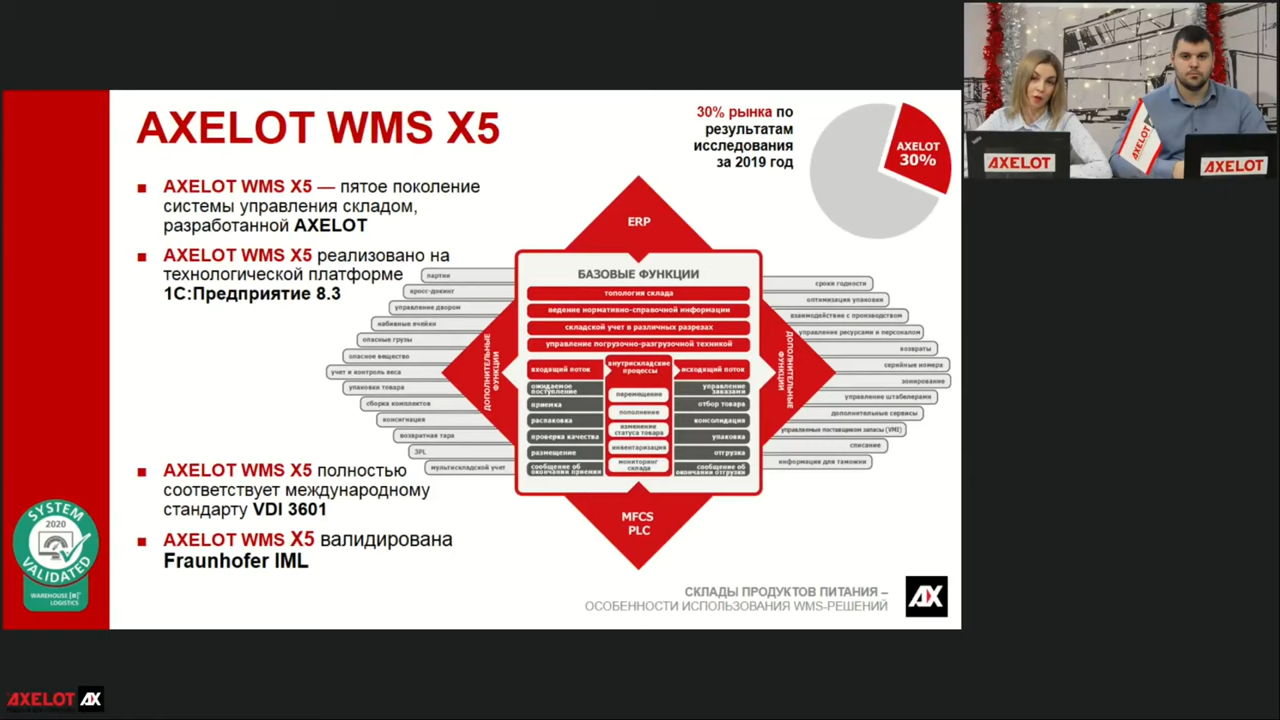 AXELOT WMS X5
AXELOT WMS X5 — пятое поколение
системы управления складом,
разработанной AXELOT
AXELOT WMS X5 реализовано на
технологической платформе
1С:Предприятие 8.3
AXELOT WMS X5 полностью
соответствует международному
стандарту VDI 3601
AXELOT WMS X5 валидирована
Fraunhofer IML
30% рынка по
результатам
исследования
за 2019 год
AXELOT
30%
ERP
БАЗОВЫЕ ФУНКЦИИ
топология склада
ведение нормативно-справочной информации
складской учет в различных разрезах
управление погрузочно-разгрузочной техникой
входящий поток
ожидаемое
поступление
приемка
распаковка
проверка качества
размещение
сообщение об
окончании приемки
внутрискладские
процессы
перемещение
пополнение
изменение
статуса товара
инвентаризация
мониторинг
склада
исходящий поток
управление
заказами
отбор товара
консолидация
упаковка
отгрузка
сообщение об
окончании отгрузки
ДОПОЛНИТЕЛЬНЫЕ
ФУНКЦИИ
партии
кросс-докинг
управление двором
набивные ячейки
опасные грузы
опасное вещество
учет и контроль веса
упаковки товара
сборка комплектов
консигнация
возвратная тара
3PL
мультискладской учет
ДОПОЛНИТЕЛЬНЫЕ
ФУНКЦИИ
сроки годности
оптимизация упаковки
взаимодействие с производством
управление ресурсами и персоналом
возвраты
серийные номера
зонирование
управление штабелерами
дополнительные сервисы
управляемые поставщиком запасы (VMI)
списание
информация для таможни
MFCS
PLC
СКЛАДЫ ПРОДУКТОВ ПИТАНИЯ –
ОСОБЕННОСТИ ИСПОЛЬЗОВАНИЯ WMS-РЕШЕНИЙ
AX
SYSTEM
2020
VALIDATED
WAREHOUSE
LOGISTICS
AXELOT
AXELOT
AXELOT
AXELOT AX